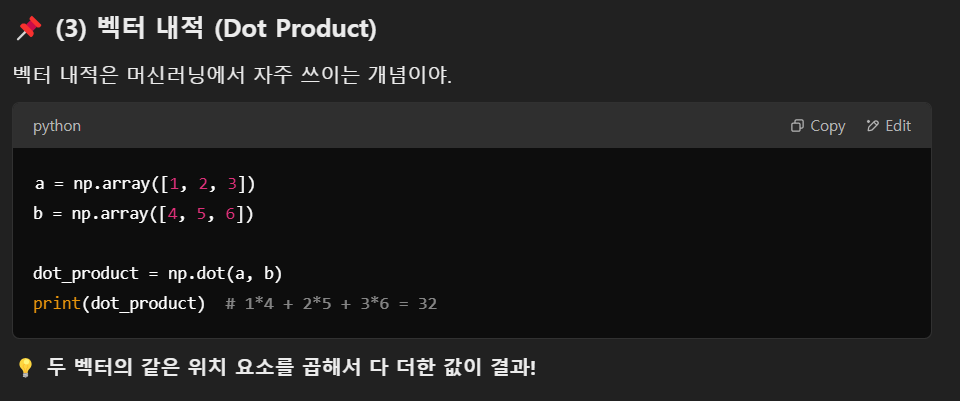 📌 (3) 벡터 내적 (Dot Product)
벡터 내적은 머신러닝에서 자주 쓰이는 개념이야.
python Copy Edit
a = np.array([1, 2, 3])
b = np.array([4, 5, 6])
dot_product = np.dot(a, b)
print(dot_product)  # 1*4 + 2*5 + 3*6 = 32
💡 두 벡터의 같은 위치 요소를 곱해서 다 더한 값이 결과!